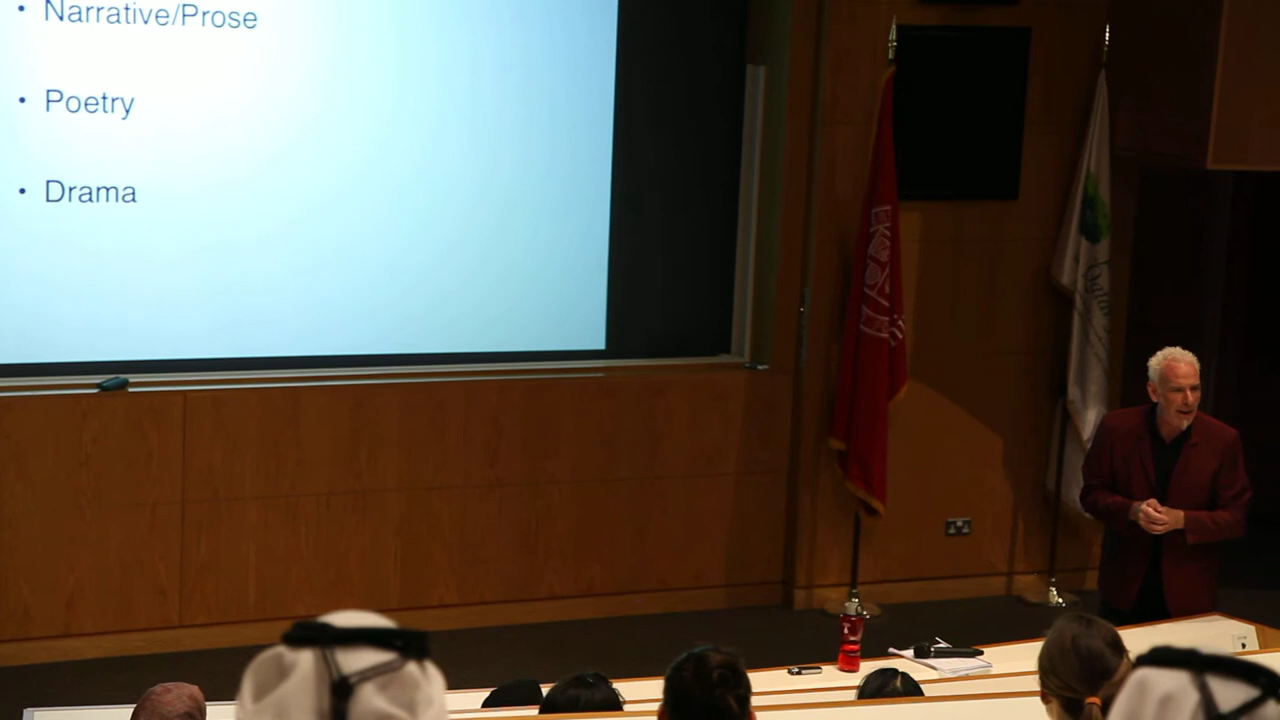 • Narrative/Prose
• Poetry
• Drama